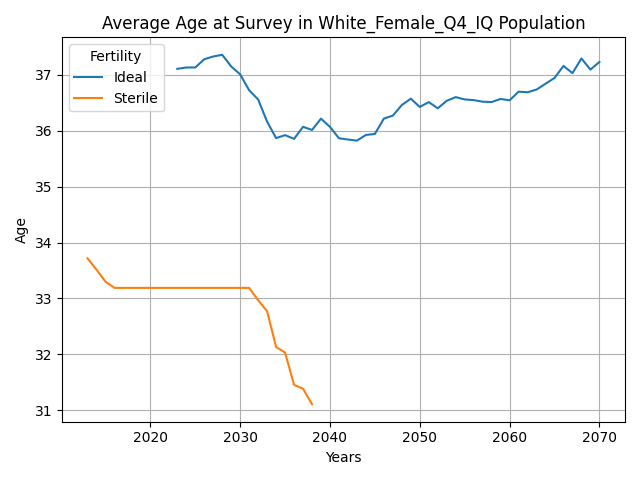 Average Age at Survey in White_Female_Q4_IQ Population
Fertility
Ideal
Sterile
37
36
35
34
33
32
31
Age
2020 2030 2040 2050 2060 2070
Years